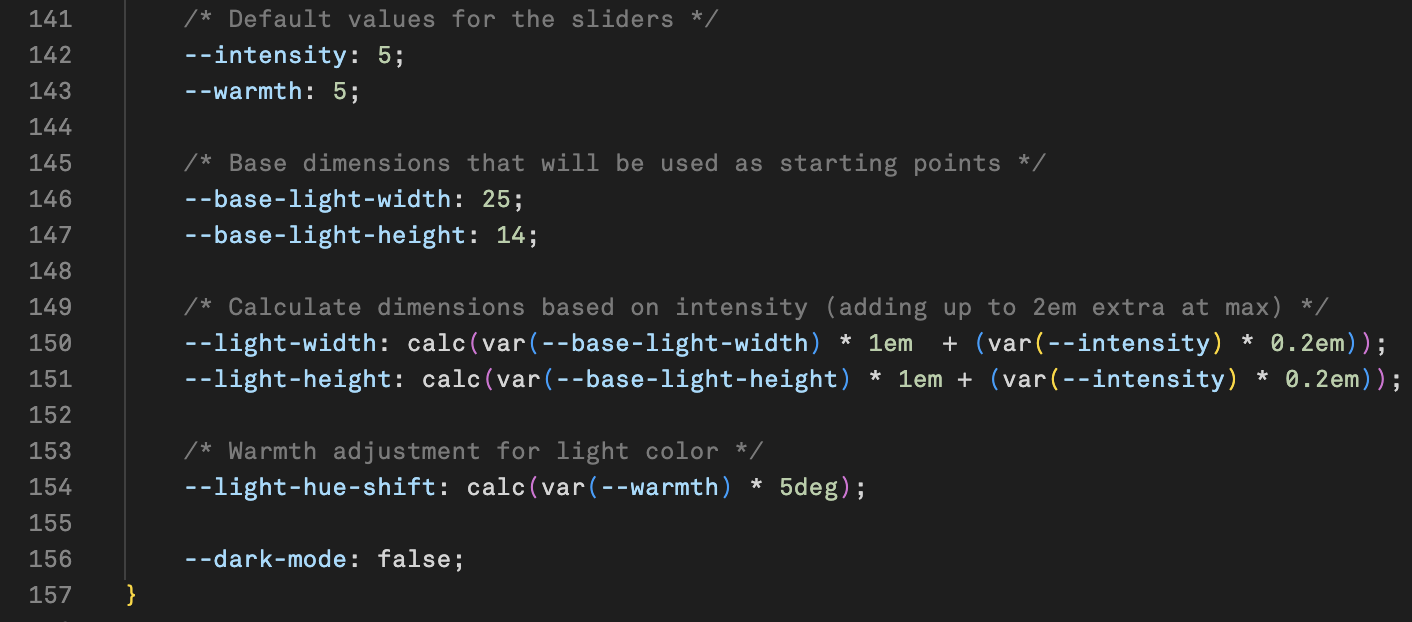 141 /* Default values for the sliders */
142 --intensity: 5;
143 --warmth: 5;
144
145 /* Base dimensions that will be used as starting points */
146 --base-light-width: 25;
147 --base-light-height: 14;
148
149 /* Calculate dimensions based on intensity (adding up to 2em extra at max) */
150 --light-width: calc(var(--base-light-width) * 1em  + (var(--intensity) * 0.2em));
151 --light-height: calc(var(--base-light-height) * 1em + (var(--intensity) * 0.2em));
152
153 /* Warmth adjustment for light color */
154 --light-hue-shift: calc(var(--warmth) * 5deg);
155
156 --dark-mode: false;
157 }